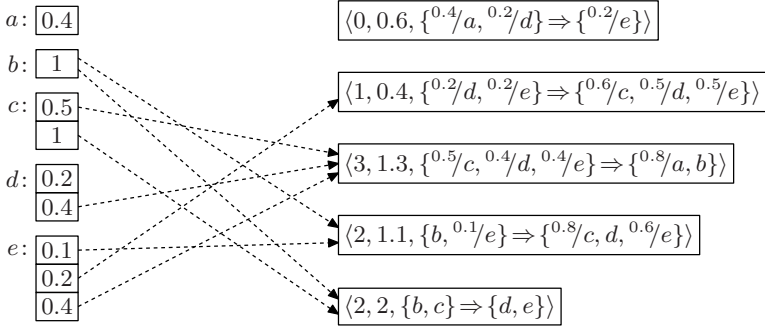 a: 0.4
b: 1
c: 0.5
1
d: 0.2
0.4
e: 0.1
0.2
0.4
⟨0, 0.6, {⁰·⁴/a, ⁰·²/d} ⇒ {⁰·²/e}⟩
⟨1, 0.4, {⁰·²/d, ⁰·²/e} ⇒ {⁰·⁶/c, ⁰·⁵/d, ⁰·⁵/e}⟩
⟨3, 1.3, {⁰·⁵/c, ⁰·⁴/d, ⁰·⁴/e} ⇒ {⁰·⁸/a, b}⟩
⟨2, 1.1, {b, ⁰·¹/e} ⇒ {⁰·⁸/c, d, ⁰·⁶/e}⟩
⟨2, 2, {b, c} ⇒ {d, e}⟩